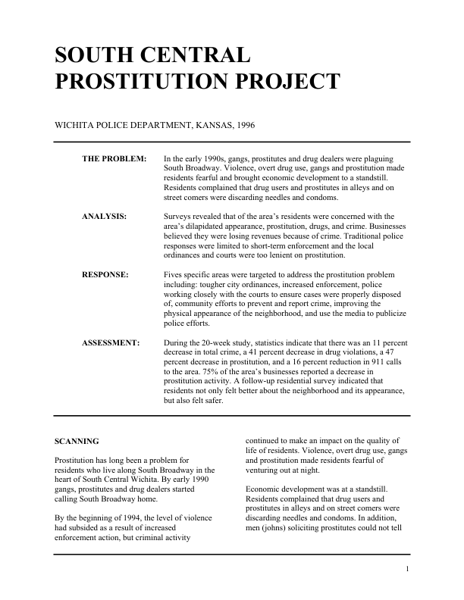 SOUTH CENTRAL
PROSTITUTION PROJECT
WICHITA POLICE DEPARTMENT, KANSAS, 1996
THE PROBLEM:
In the early 1990s, gangs, prostitutes and drug dealers were plaguing
South Broadway. Violence, overt drug use, gangs and prostitution made
residents fearful and brought economic development to a standstill.
Residents complained that drug users and prostitutes in alleys and on
street comers were discarding needles and condoms.
ANALYSIS:
Surveys revealed that of the area's residents were concerned with the
area's dilapidated appearance, prostitution, drugs, and crime. Businesses
believed they were losing revenues because of crime. Traditional police
responses were limited to short-term enforcement and the local
ordinances and courts were too lenient on prostitution.
RESPONSE:
Fives specific areas were targeted to address the prostitution problem
including: tougher city ordinances, increased enforcement, police
working closely with the courts to ensure cases were properly disposed
of, community efforts to prevent and report crime, improving the
physical appearance of the neighborhood, and use the media to publicize
police efforts.
ASSESSMENT:
During the 20-week study, statistics indicate that there was an 11 percent
decrease in total crime, a 41 percent decrease in drug violations, a 47
percent decrease in prostitution, and a 16 percent reduction in 911 calls
to the area. 75% of the area's businesses reported a decrease in
prostitution activity. A follow-up residential survey indicated that
residents not only felt better about the neighborhood and its appearance,
but also felt safer.
SCANNING
Prostitution has long been a problem for
residents who live along South Broadway in the
heart of South Central Wichita. By early 1990
gangs, prostitutes and drug dealers started
calling South Broadway home.
By the beginning of 1994, the level of violence
had subsided as a result of increased
enforcement action, but criminal activity
continued to make an impact on the quality of
life of residents. Violence, overt drug use, gangs
and prostitution made residents fearful of
venturing out at night.
Economic development was at a standstill.
Residents complained that drug users and
prostitutes in alleys and on street comers were
discarding needles and condoms. In addition,
men (johns) soliciting prostitutes could not tell
1